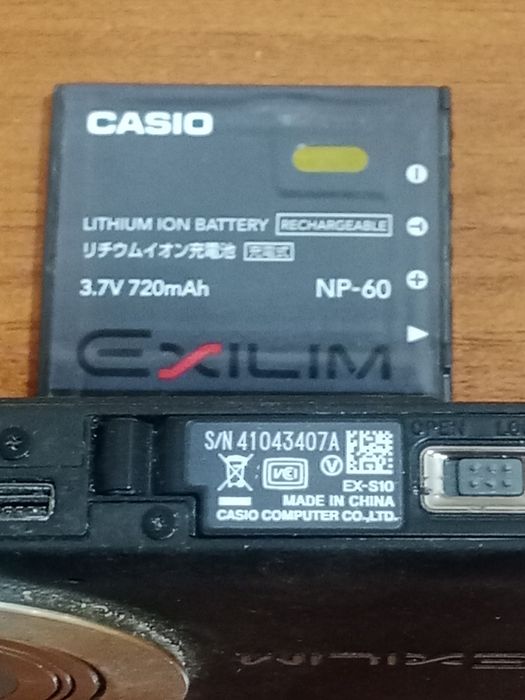 CASIO
LITHIUM ION BATTERY RECHARGEABLE
リチウムイオン充電池 充電式
3.7V 720mAh NP-60
EXILIM
OPEN
S/N 41043407A
EX-S10
MADE IN CHINA
CASIO COMPUTER CO.,LTD.
EXILIM